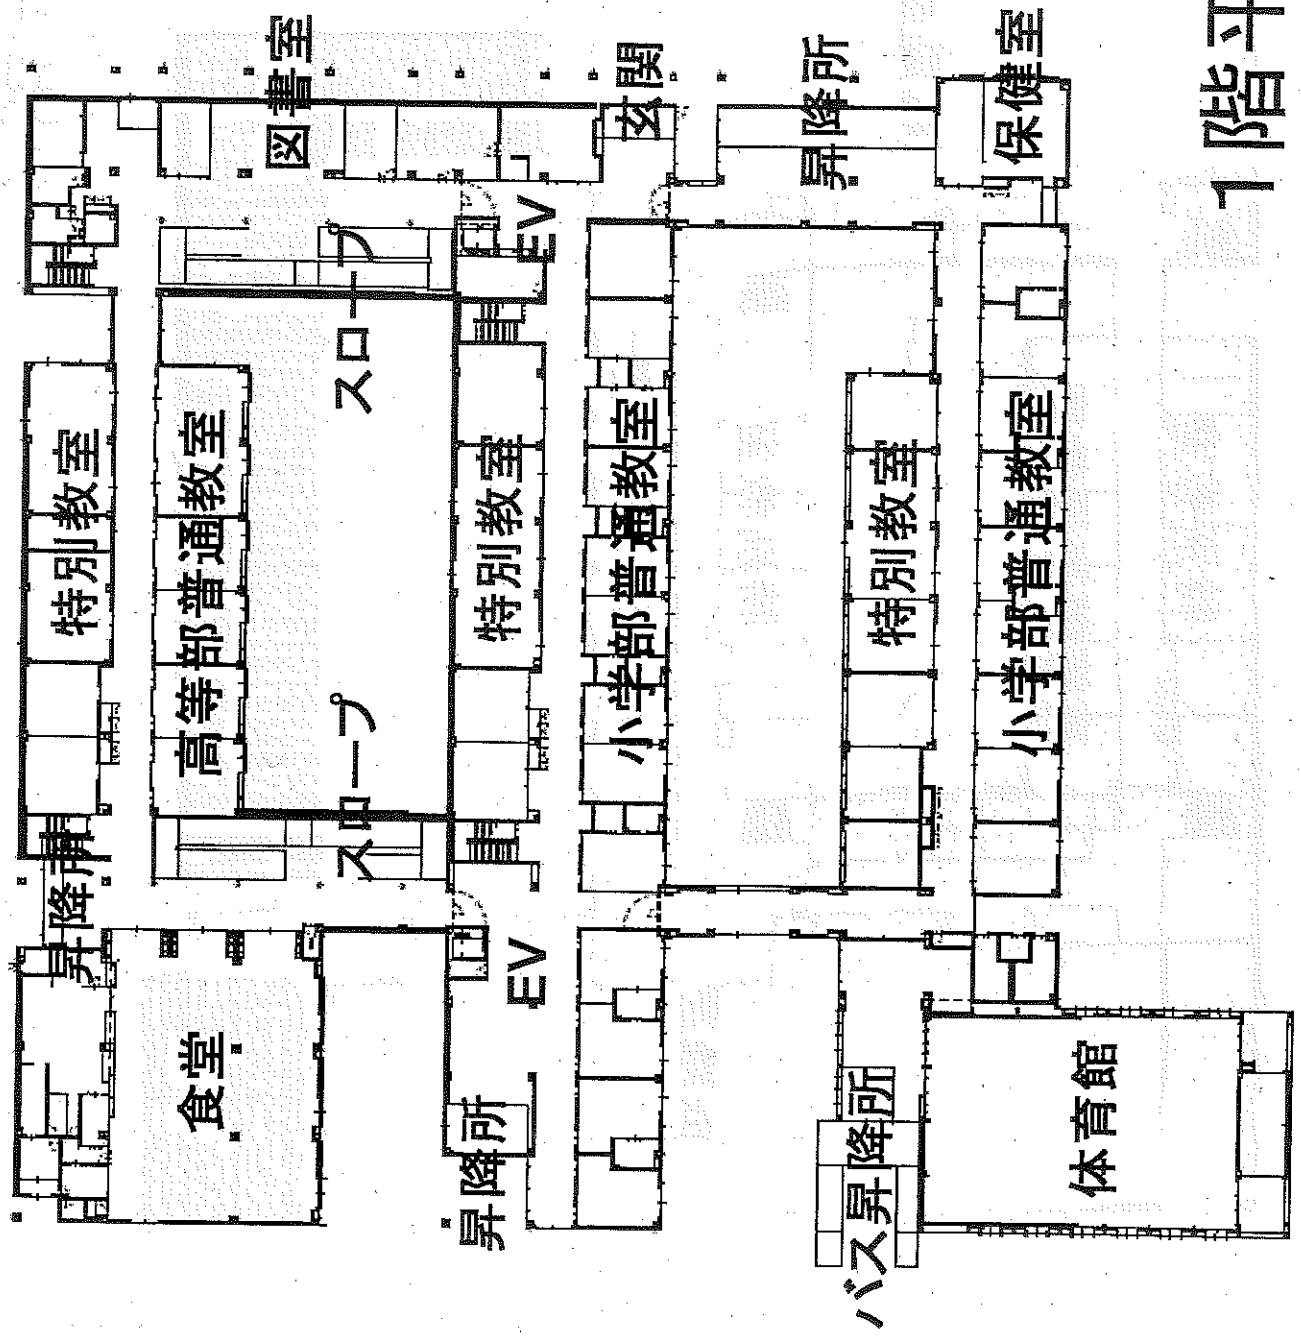 図書室
玄関
昇降所
保健室
スロープ
EV
特別教室
高等部普通教室
特別教室
小学部普通教室
特別教室
小学部普通教室
スロープ
昇降所
EV
食堂
昇降所
バス昇降所
体育館
1階平